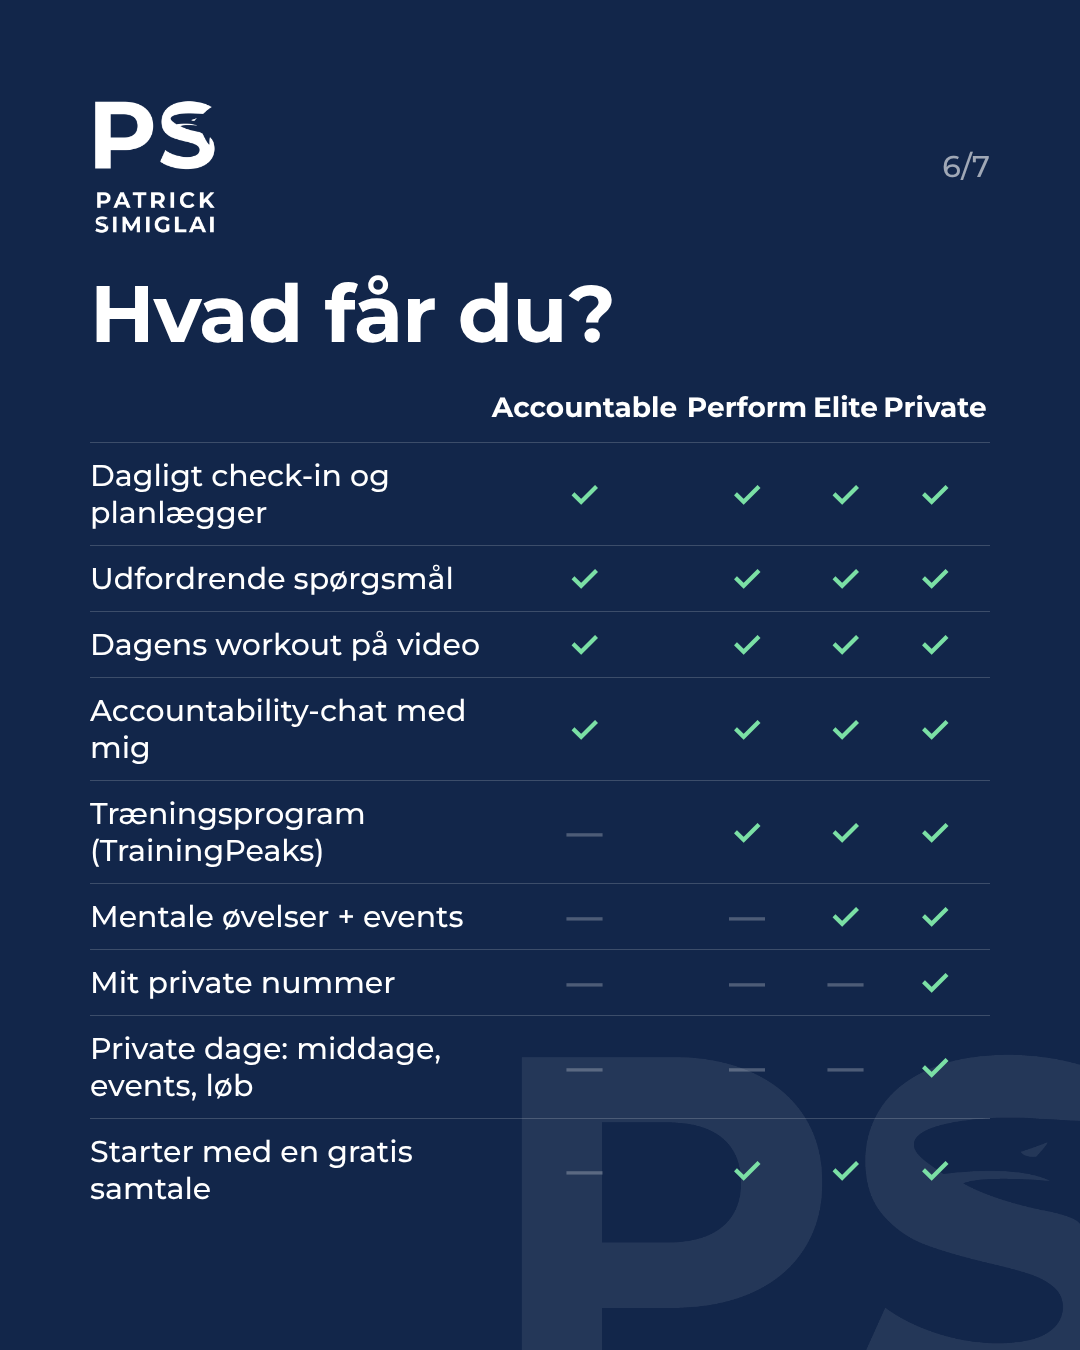 PS
PATRICK
SIMIGLAI
6/7
Hvad får du?
Accountable Perform Elite Private
Dagligt check-in og
planlægger
✓ ✓ ✓ ✓
Udfordrende spørgsmål ✓ ✓ ✓ ✓
Dagens workout på video ✓ ✓ ✓ ✓
Accountability-chat med
mig
✓ ✓ ✓ ✓
Træningsprogram
(TrainingPeaks)
— ✓ ✓ ✓
Mentale øvelser + events — — ✓ ✓
Mit private nummer — — — ✓
Private dage: middage,
events, løb
— — — ✓
Starter med en gratis
samtale
— ✓ ✓ ✓
PS